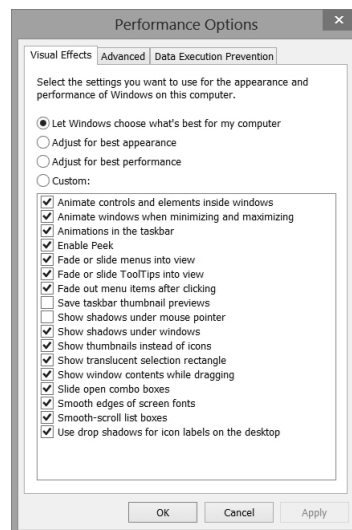 Performance Options
Visual Effects Advanced Data Execution Prevention
Select the settings you want to use for the appearance and
performance of Windows on this computer.
Let Windows choose what's best for my computer
Adjust for best appearance
Adjust for best performance
Custom:
Animate controls and elements inside windows
Animate windows when minimizing and maximizing
Animations in the taskbar
Enable Peek
Fade or slide menus into view
Fade or slide ToolTips into view
Fade out menu items after clicking
Save taskbar thumbnail previews
Show shadows under mouse pointer
Show shadows under windows
Show thumbnails instead of icons
Show translucent selection rectangle
Show window contents while dragging
Slide open combo boxes
Smooth edges of screen fonts
Smooth-scroll list boxes
Use drop shadows for icon labels on the desktop
OK Cancel Apply